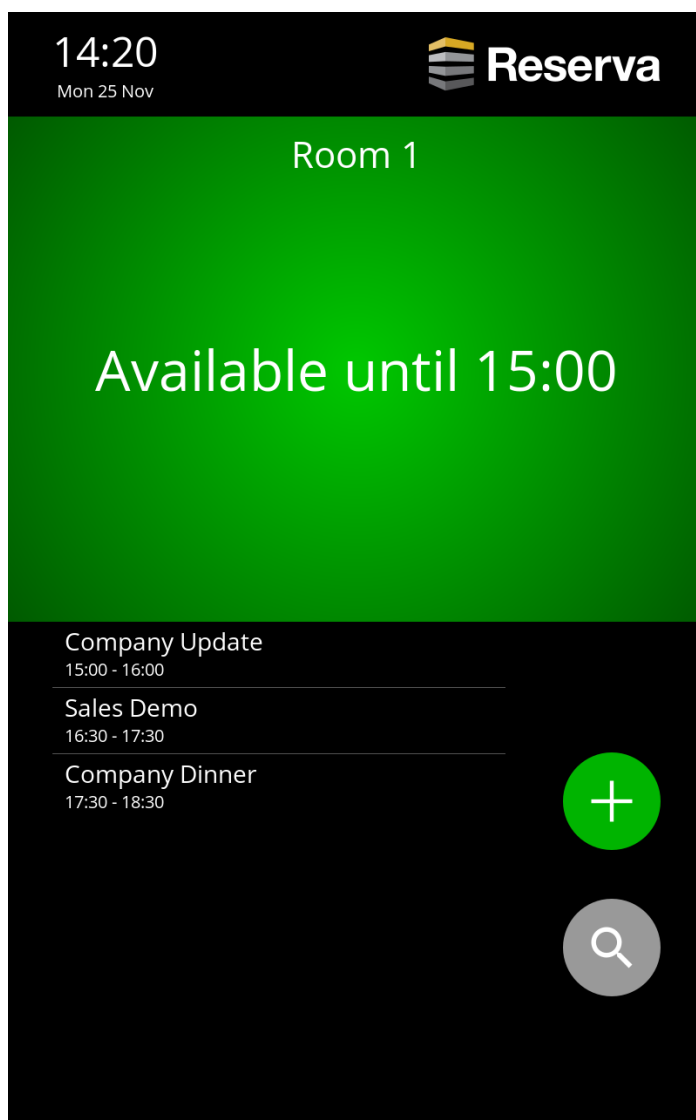 14:20
Mon 25 Nov
Reserva
Room 1
Available until 15:00
Company Update
15:00 - 16:00
Sales Demo
16:30 - 17:30
Company Dinner
17:30 - 18:30